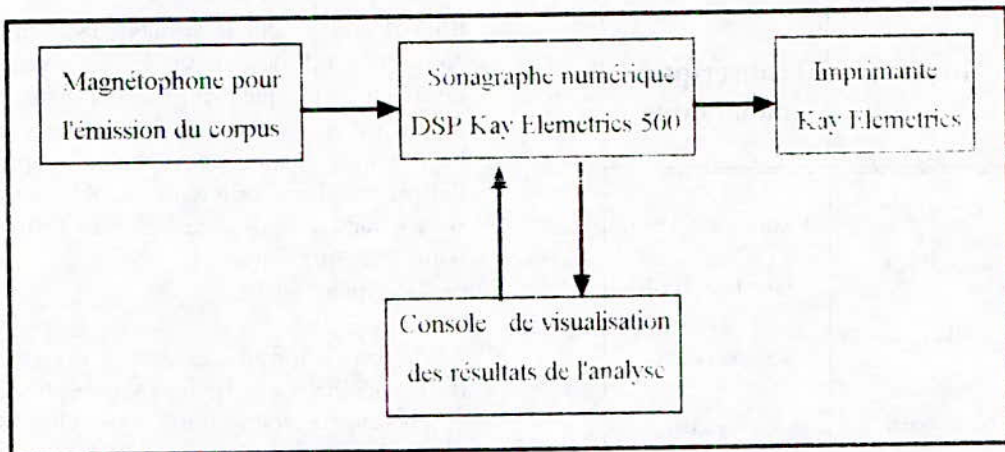 Magnétophone pour
l'émission du corpus
Sonagraphe numérique
DSP Kay Elemetrics 500
Imprimante
Kay Elemetrics
Console de visualisation
des résultats de l'analyse